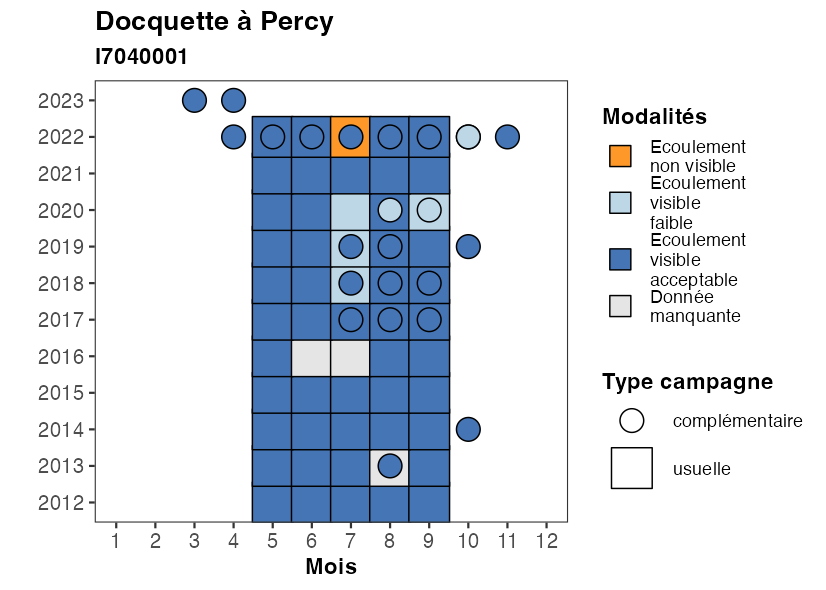 Docquette à Percy
I7040001
2023
2022
2021
2020
2019
2018
2017
2016
2015
2014
2013
2012
1 2 3 4 5 6 7 8 9 10 11 12
Mois
Modalités
Ecoulement
non visible
Ecoulement
visible
faible
Ecoulement
visible
acceptable
Donnée
manquante
Type campagne
complémentaire
usuelle